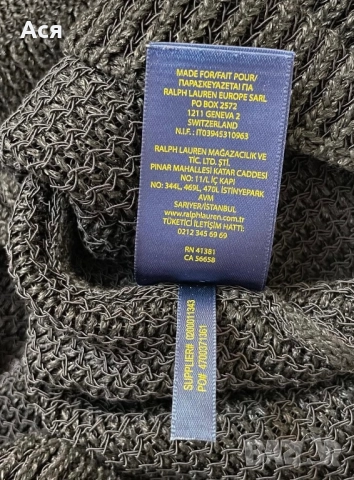 Ася
MADE FOR/FAIT POUR/
ΠΑΡΑΣΚΕΥΑΖΕΤΑΙ ΓΙΑ
RALPH LAUREN EUROPE SARL
PO BOX 2572
1211 GENEVA 2
SWITZERLAND
N.I.F.: IT03945310963
RALPH LAUREN MAĞAZACILIK VE
TİC. LTD. ŞTİ.
PINAR MAHALLESİ KATAR CADDESİ
NO: 11/L İÇ KAPI
NO: 344L, 469L, 470L İSTİNYEPARK
AVM
SARIYER/İSTANBUL
www.ralphlauren.com.tr
TÜKETİCİ İLETİŞİM HATTI:
0212 345 69 69
RN 41381
CA 56658
SUPPLIER# 0200011343
PO# 4700371361